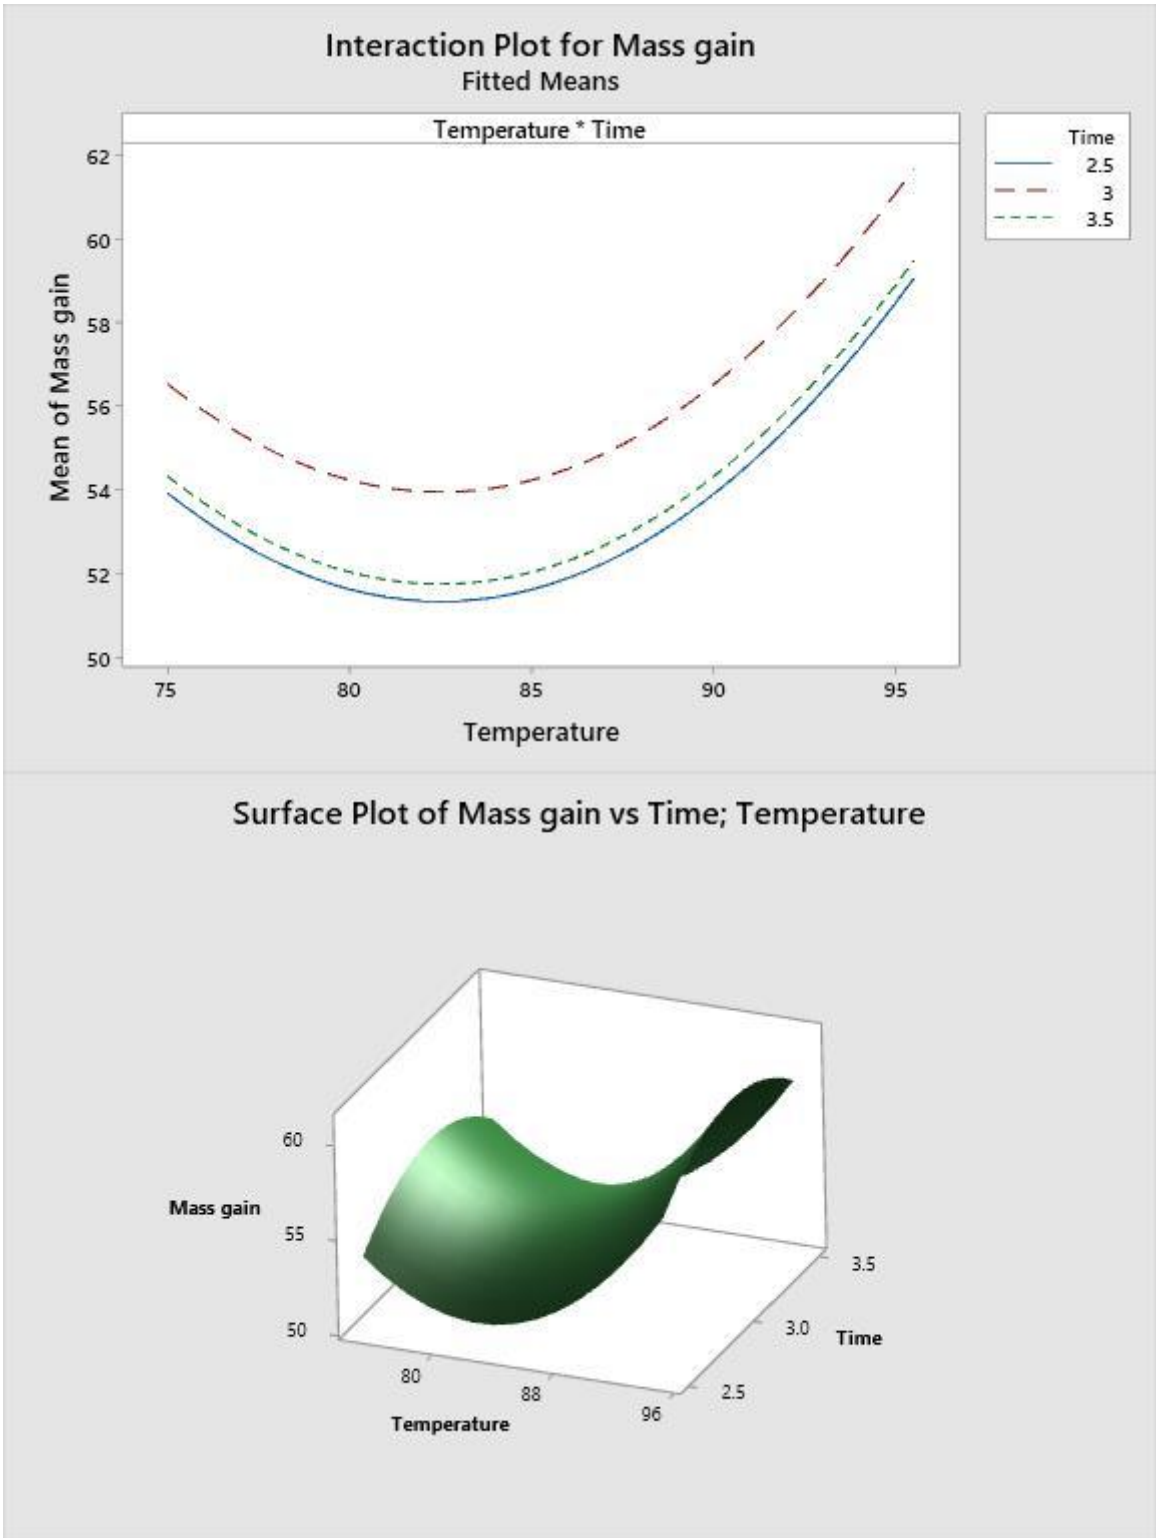 Interaction Plot for Mass gain
Fitted Means
Temperature * Time
Time
2.5
3
3.5
62
60
58
56
54
52
50
Mean of Mass gain
75 80 85 90 95
Temperature
Surface Plot of Mass gain vs Time; Temperature
60
Mass gain
55
50
3.5
3.0
Time
2.5
80
88
96
Temperature